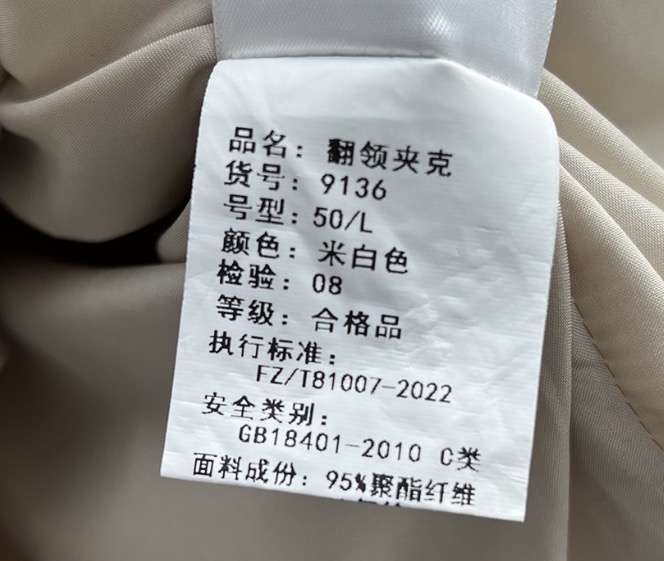 品名：翻领夹克
货号：9136
号型：50/L
颜色：米白色
检验：08
等级：合格品
执行标准：
FZ/T81007-2022
安全类别：
GB18401-2010 C类
面料成份：95%聚酯纤维